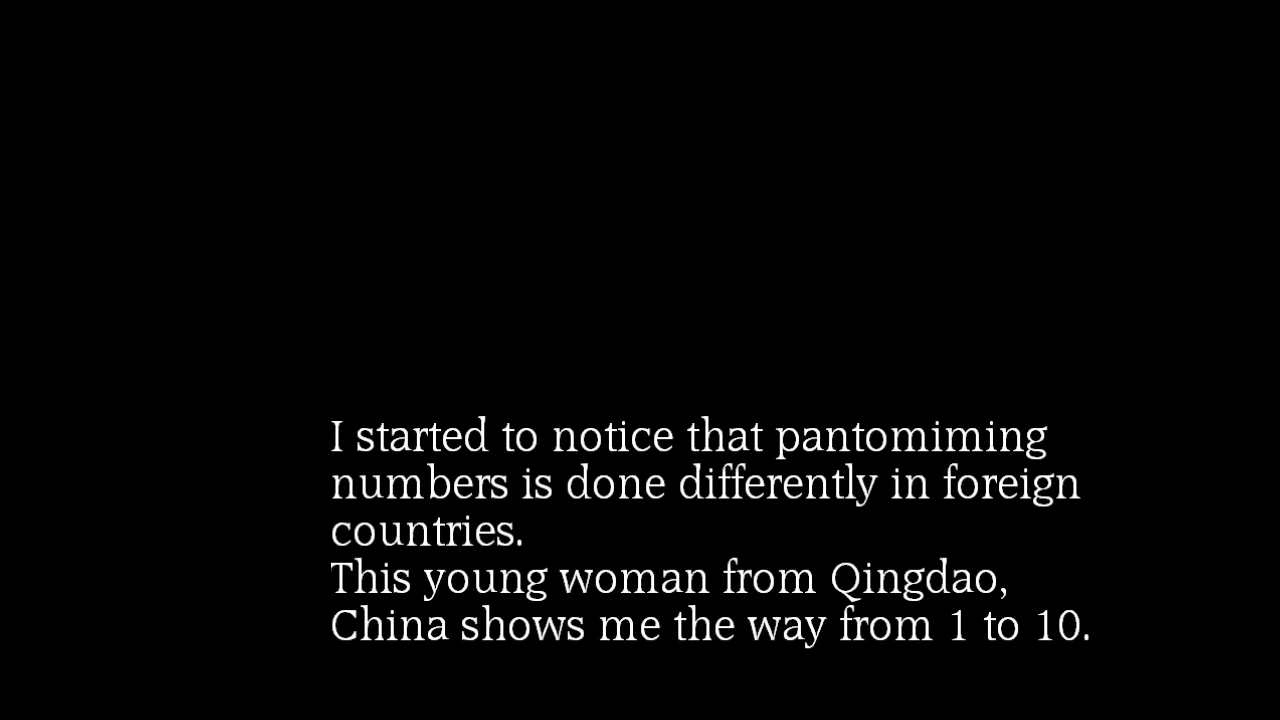 I started to notice that pantomiming
numbers is done differently in foreign
countries.
This young woman from Qingdao,
China shows me the way from 1 to 10.